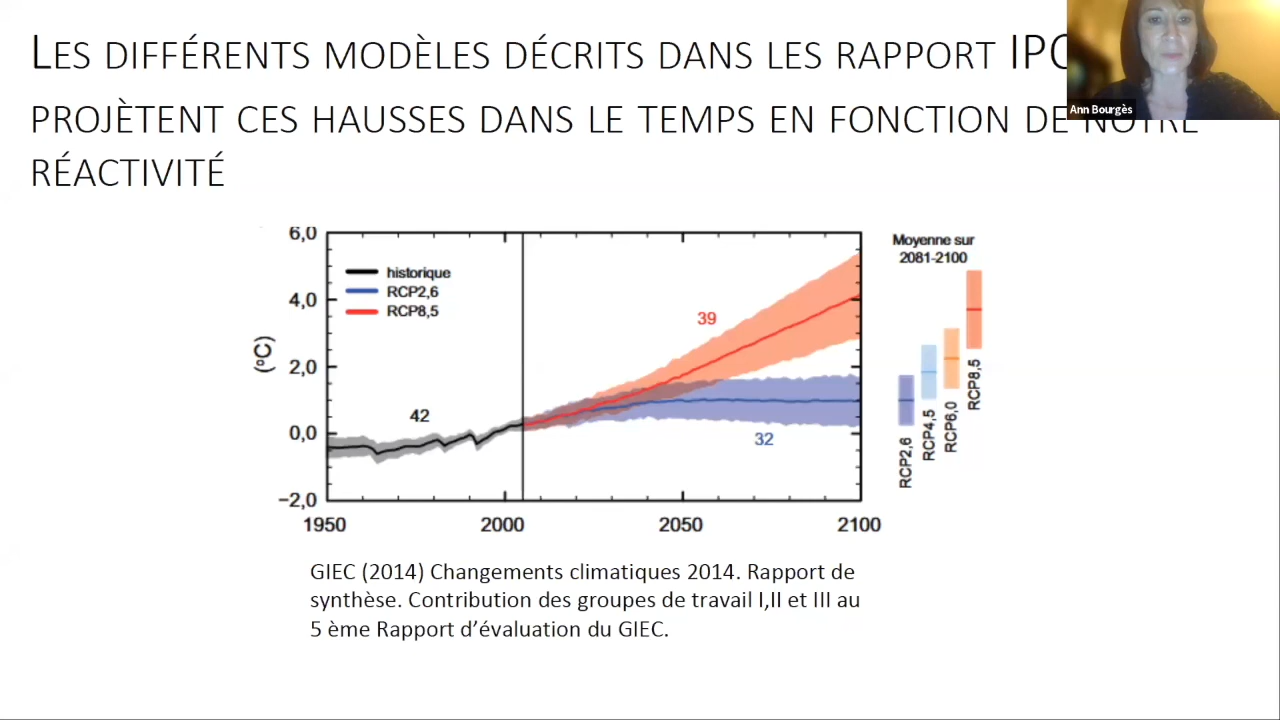 LES DIFFÉRENTS MODÈLES DÉCRITS DANS LES RAPPORT
PROJÈTENT CES HAUSSES DANS LE TEMPS EN FONCTION DE NOTRE
RÉACTIVITÉ
Ann Bourgès
6,0
4,0
2,0
0,0
−2,0
(°C)
historique
RCP2,6
RCP8,5
42
39
32
1950 2000 2050 2100
Moyenne sur
2081-2100
RCP2,6
RCP4,5
RCP6,0
RCP8,5
GIEC (2014) Changements climatiques 2014. Rapport de
synthèse. Contribution des groupes de travail I,II et III au
5 ème Rapport d’évaluation du GIEC.